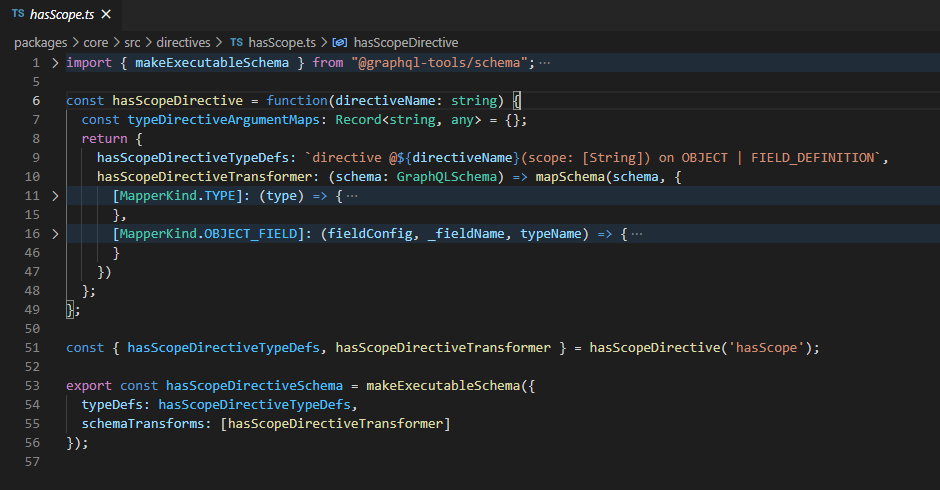 TS hasScope.ts ×
packages > core > src > directives > TS hasScope.ts > hasScopeDirective
1 > import { makeExecutableSchema } from "@graphql-tools/schema";···
5
6 const hasScopeDirective = function(directiveName: string) {
7 const typeDirectiveArgumentMaps: Record<string, any> = {};
8 return {
9 hasScopeDirectiveTypeDefs: `directive @${directiveName}(scope: [String]) on OBJECT | FIELD_DEFINITION`,
10 hasScopeDirectiveTransformer: (schema: GraphQLSchema) => mapSchema(schema, {
11 > [MapperKind.TYPE]: (type) => {···
15 },
16 > [MapperKind.OBJECT_FIELD]: (fieldConfig, _fieldName, typeName) => {···
46 }
47 })
48 };
49 };
50
51 const { hasScopeDirectiveTypeDefs, hasScopeDirectiveTransformer } = hasScopeDirective('hasScope');
52
53 export const hasScopeDirectiveSchema = makeExecutableSchema({
54 typeDefs: hasScopeDirectiveTypeDefs,
55 schemaTransforms: [hasScopeDirectiveTransformer]
56 });
57